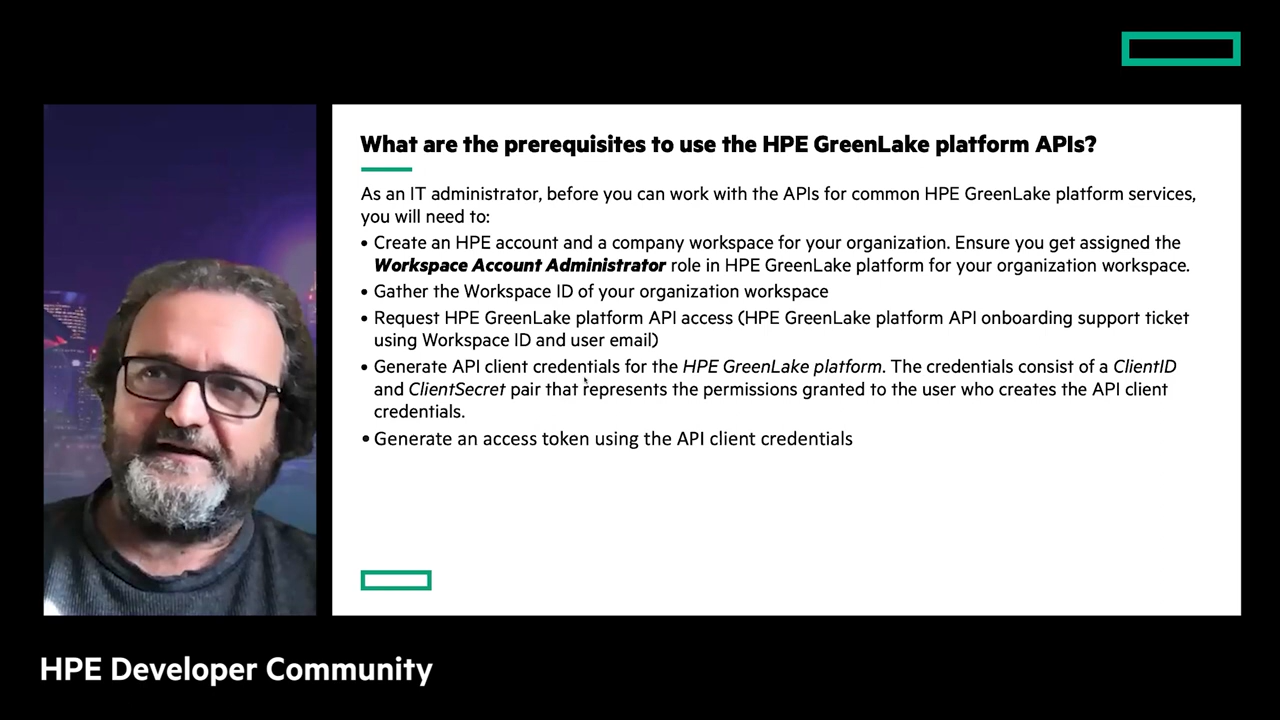 What are the prerequisites to use the HPE GreenLake platform APIs?
As an IT administrator, before you can work with the APIs for common HPE GreenLake platform services,
you will need to:
• Create an HPE account and a company workspace for your organization. Ensure you get assigned the
Workspace Account Administrator role in HPE GreenLake platform for your organization workspace.
• Gather the Workspace ID of your organization workspace
• Request HPE GreenLake platform API access (HPE GreenLake platform API onboarding support ticket
using Workspace ID and user email)
• Generate API client credentials for the HPE GreenLake platform. The credentials consist of a ClientID
and ClientSecret pair that represents the permissions granted to the user who creates the API client
credentials.
• Generate an access token using the API client credentials
HPE Developer Community